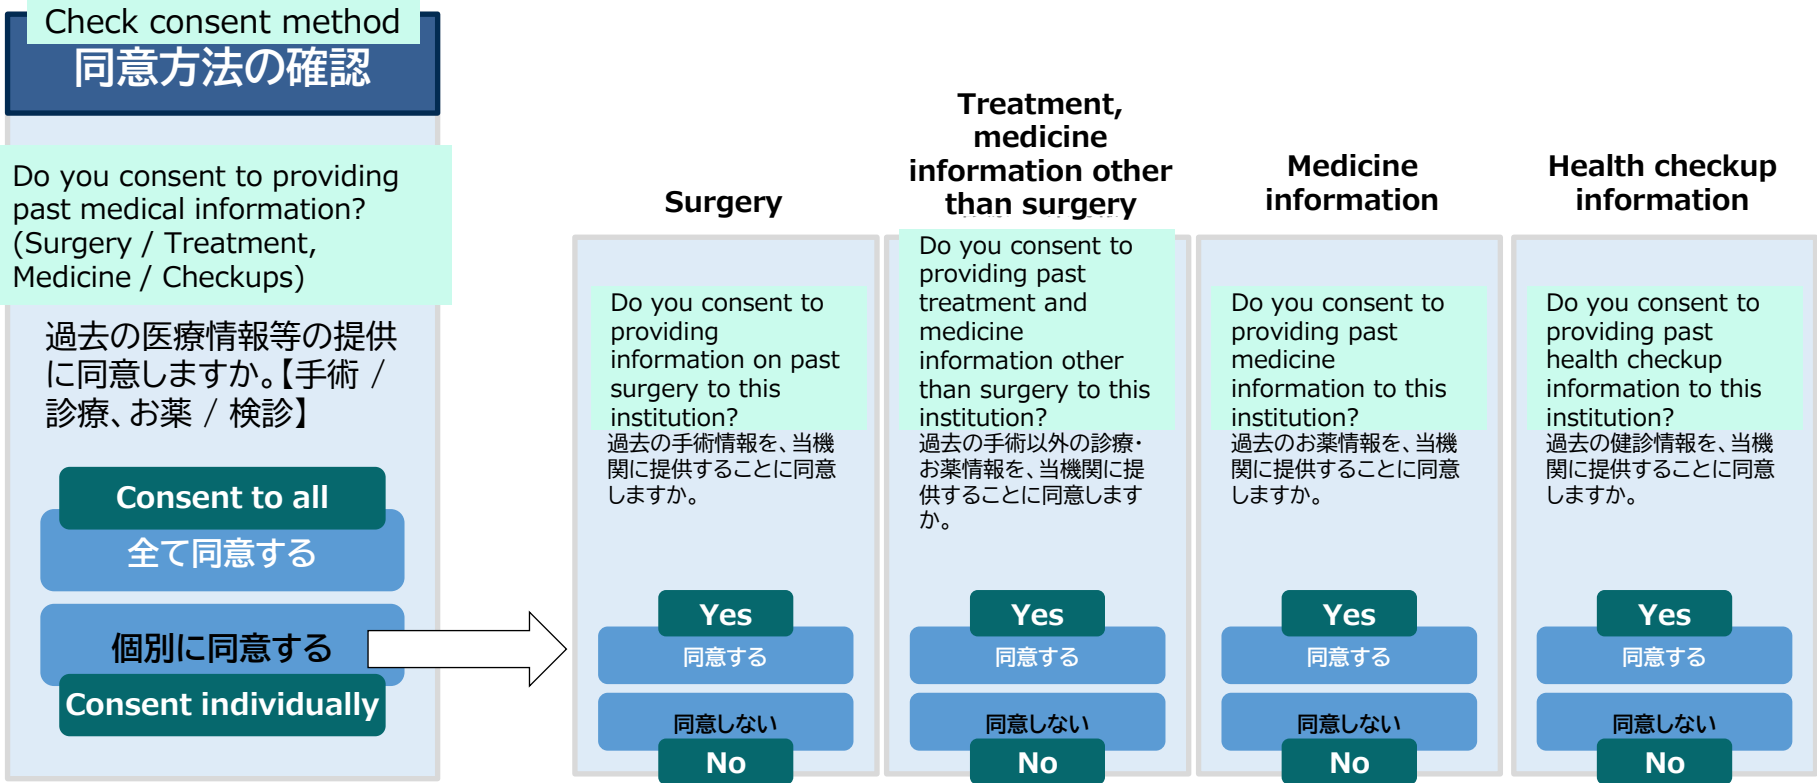 Check consent method
同意方法の確認
Do you consent to providing
past medical information?
(Surgery / Treatment,
Medicine / Checkups)
過去の医療情報等の提供
に同意しますか。【手術 /
診療、お薬 / 検診】
Consent to all
全て同意する
個別に同意する
Consent individually
Surgery
Do you consent to
providing
information on past
surgery to this
institution?
過去の手術情報を、当機
関に提供することに同意
しますか。
Yes
同意する
同意しない
No
Treatment,
medicine
information other
than surgery
Do you consent to
providing past
treatment and
medicine
information other
than surgery to this
institution?
過去の手術以外の診療・
お薬情報を、当機関に提
供することに同意します
か。
Yes
同意する
同意しない
No
Medicine
information
Do you consent to
providing past
medicine
information to this
institution?
過去のお薬情報を、当機
関に提供することに同意
しますか。
Yes
同意する
同意しない
No
Health checkup
information
Do you consent to
providing past
health checkup
information to this
institution?
過去の健診情報を、当機
関に提供することに同意
しますか。
Yes
同意する
同意しない
No